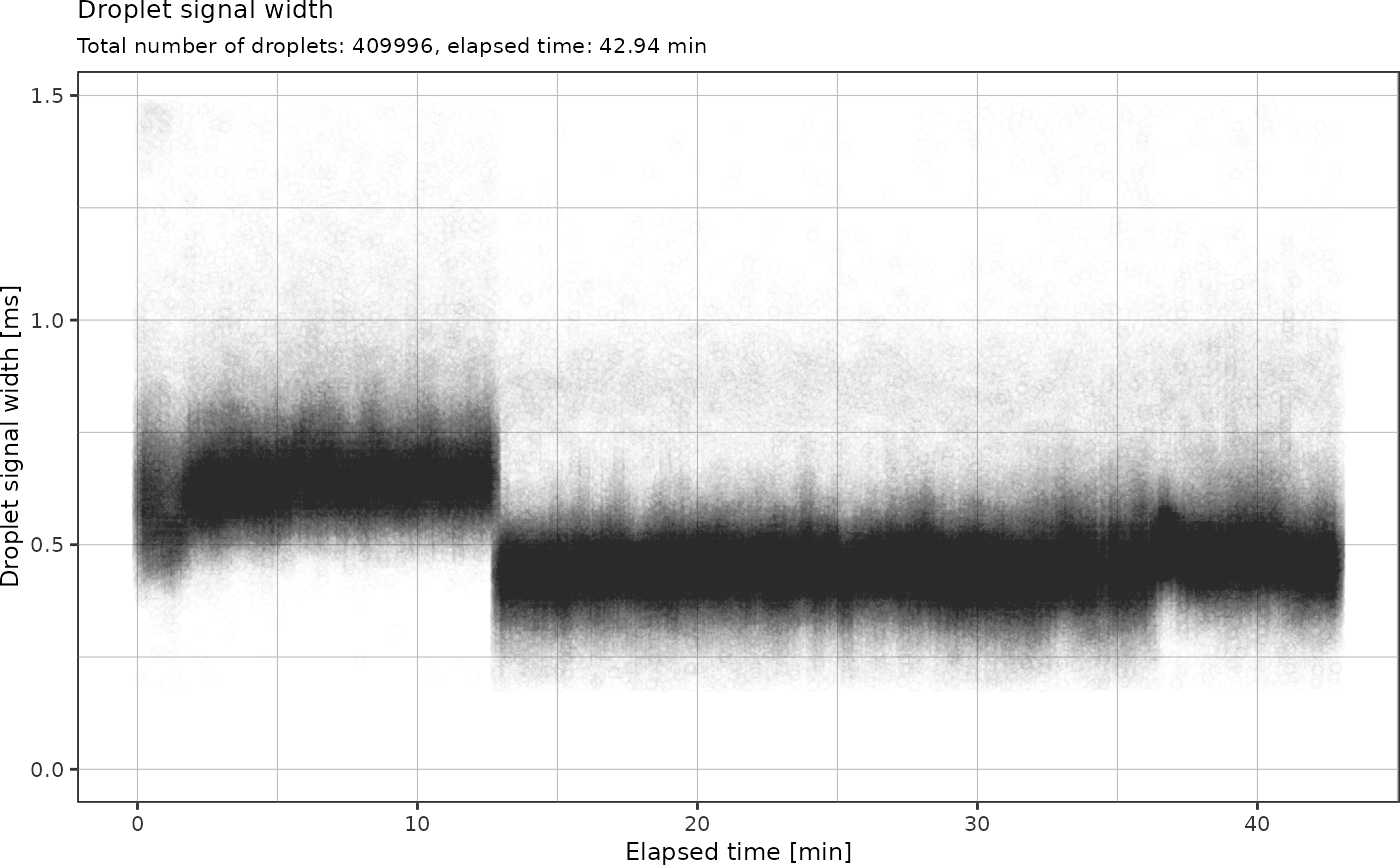 Droplet signal width
Total number of droplets: 409996, elapsed time: 42.94 min
Droplet signal width [ms]
1.5
1.0
0.5
0.0
0 10 20 30 40
Elapsed time [min]